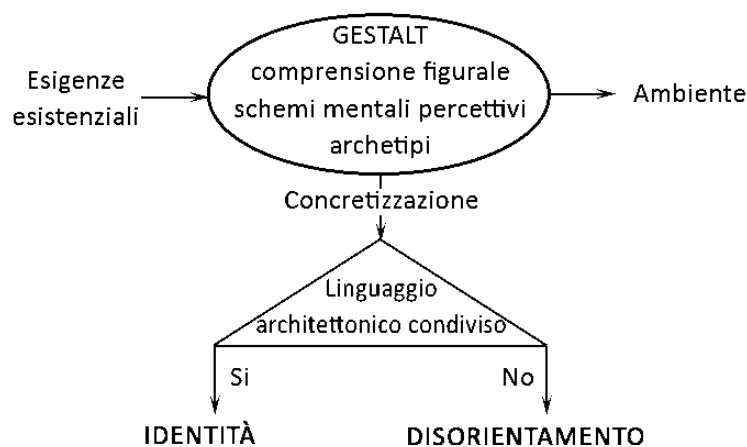 GESTALT
comprensione figurale
schemi mentali percettivi
archetipi
Esigenze
esistenziali
Ambiente
Concretizzazione
Linguaggio
architettonico condiviso
Si
No
IDENTITÀ
DISORIENTAMENTO